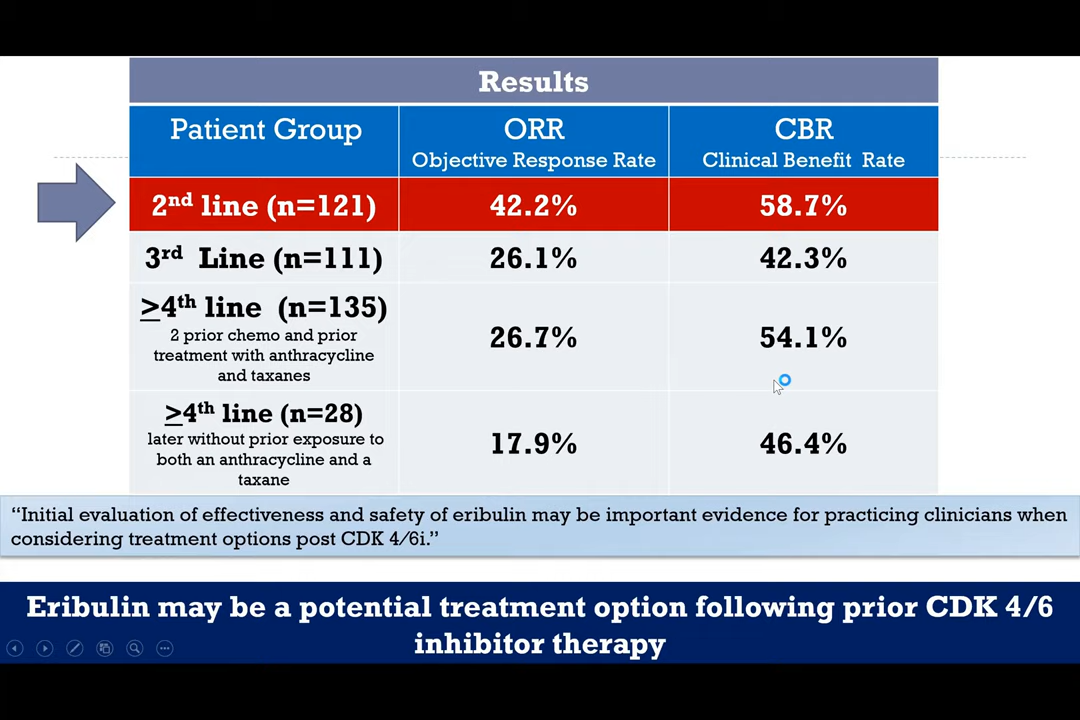 Results
Patient Group
ORR
Objective Response Rate
CBR
Clinical Benefit Rate
2nd line (n=121)
42.2%
58.7%
3rd Line (n=111)
26.1%
42.3%
≥4th line (n=135)
2 prior chemo and prior
treatment with anthracycline
and taxanes
26.7%
54.1%
≥4th line (n=28)
later without prior exposure to
both an anthracycline and a
taxane
17.9%
46.4%
“Initial evaluation of effectiveness and safety of eribulin may be important evidence for practicing clinicians when
considering treatment options post CDK 4/6i.”
Eribulin may be a potential treatment option following prior CDK 4/6
inhibitor therapy